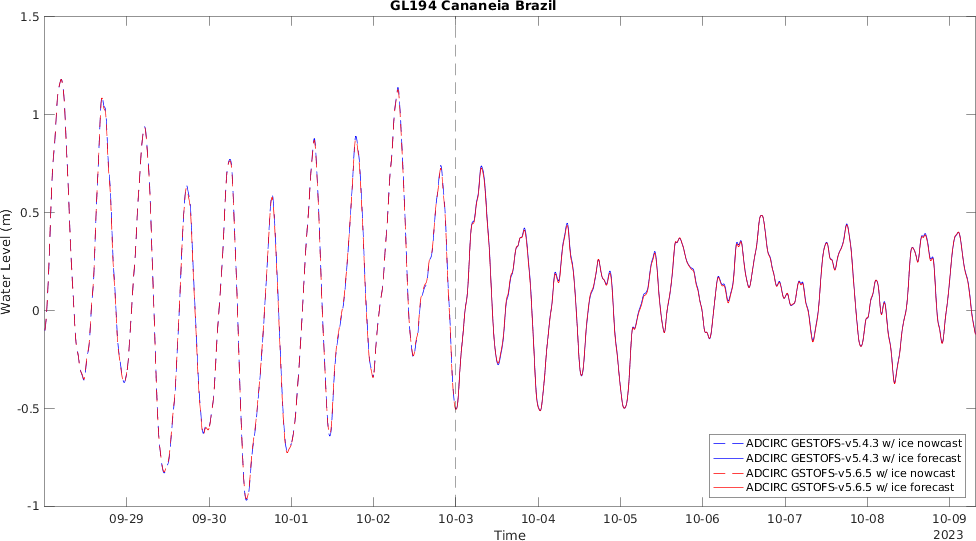 GL194 Cananeia Brazil
1.5
1
0.5
0
-0.5
-1
Water Level (m)
ADCIRC GESTOFS-v5.4.3 w/ ice nowcast
ADCIRC GESTOFS-v5.4.3 w/ ice forecast
ADCIRC GSTOFS-v5.6.5 w/ ice nowcast
ADCIRC GSTOFS-v5.6.5 w/ ice forecast
09-29 09-30 10-01 10-02 10-03 10-04 10-05 10-06 10-07 10-08 10-09
2023
Time